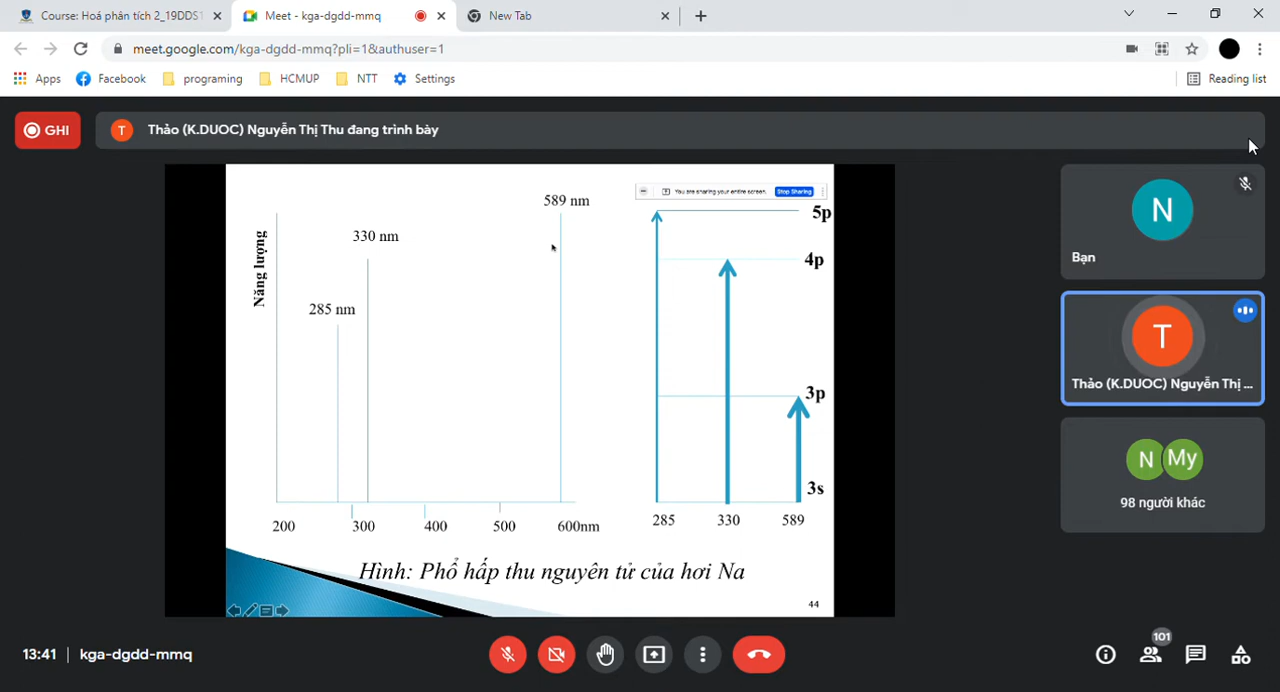 Course: Hoá phân tích 2_19DDS1
Meet - kga-dgdd-mmq
New Tab
meet.google.com/kga-dgdd-mmq?pli=1&authuser=1
Apps
Facebook
programing
HCMUP
NTT
Settings
Reading list
GHI
T
Thảo (K.DUOC) Nguyễn Thị Thu đang trình bày
You are sharing your entire screen.
Stop Sharing
589 nm
330 nm
285 nm
Năng lượng
200
300
400
500
600nm
5p
4p
3p
3s
285
330
589
Hình: Phổ hấp thu nguyên tử của hơi Na
44
N
Bạn
T
Thảo (K.DUOC) Nguyễn Thị ...
N
My
98 người khác
13:41
kga-dgdd-mmq
101